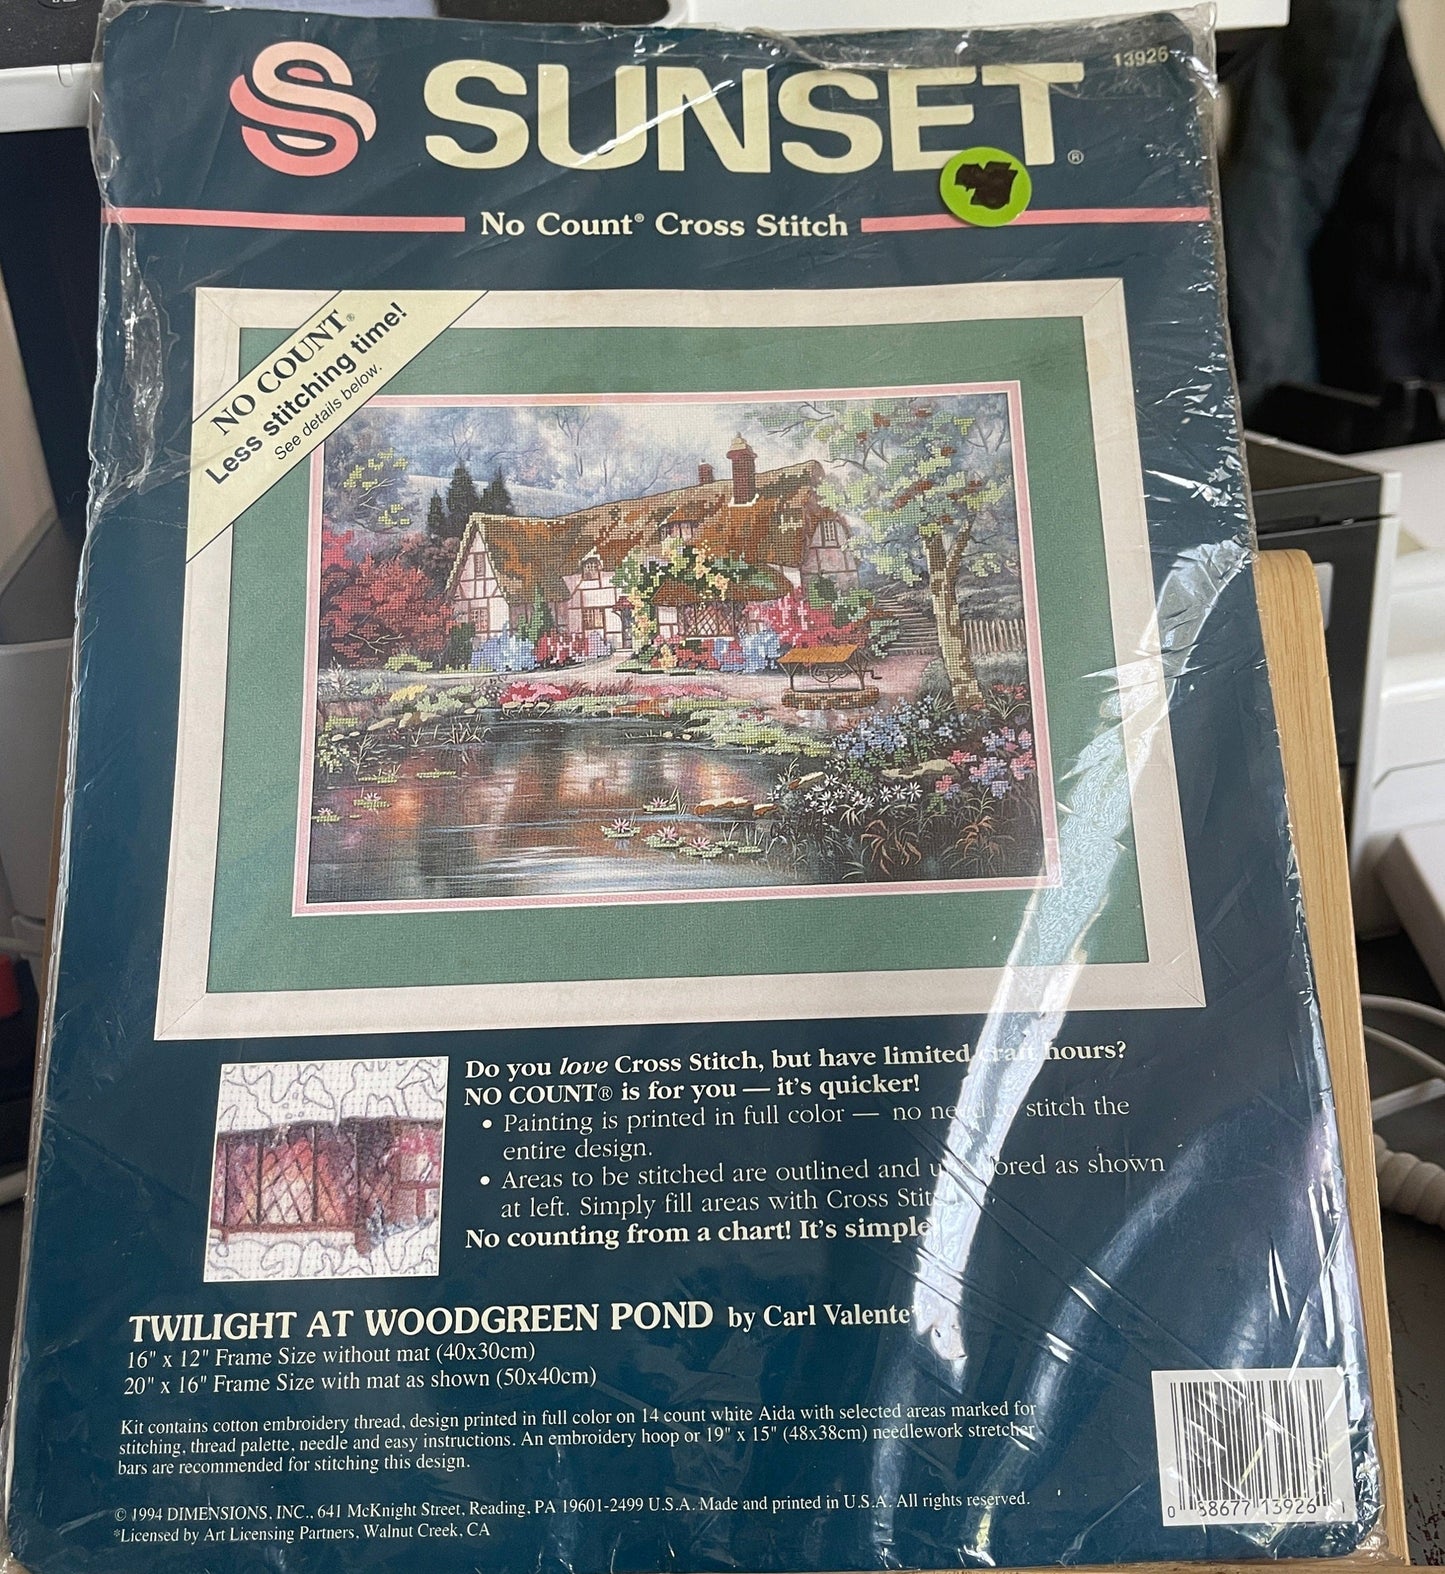 13926
SUNSET®
No Count® Cross Stitch
NO COUNT®
Less stitching time!
See details below.
Do you love Cross Stitch, but have limited craft hours?
NO COUNT® is for you — it's quicker!
• Painting is printed in full color — no need to stitch the
entire design.
• Areas to be stitched are outlined and uncolored as shown
at left. Simply fill areas with Cross
No counting from a chart! It's simple
TWILIGHT AT WOODGREEN POND by Carl Valente*
16" x 12" Frame Size without mat (40x30cm)
20" x 16" Frame Size with mat as shown (50x40cm)
Kit contains cotton embroidery thread, design printed in full color on 14 count white Aida with selected areas marked for
stitching, thread palette, needle and easy instructions. An embroidery hoop or 19" x 15" (48x38cm) needlework stretcher
bars are recommended for stitching this design.
© 1994 DIMENSIONS, INC., 641 McKnight Street, Reading, PA 19601-2499 U.S.A. Made and printed in U.S.A. All rights reserved.
*Licensed by Art Licensing Partners, Walnut Creek, CA
0 88677 13926 1